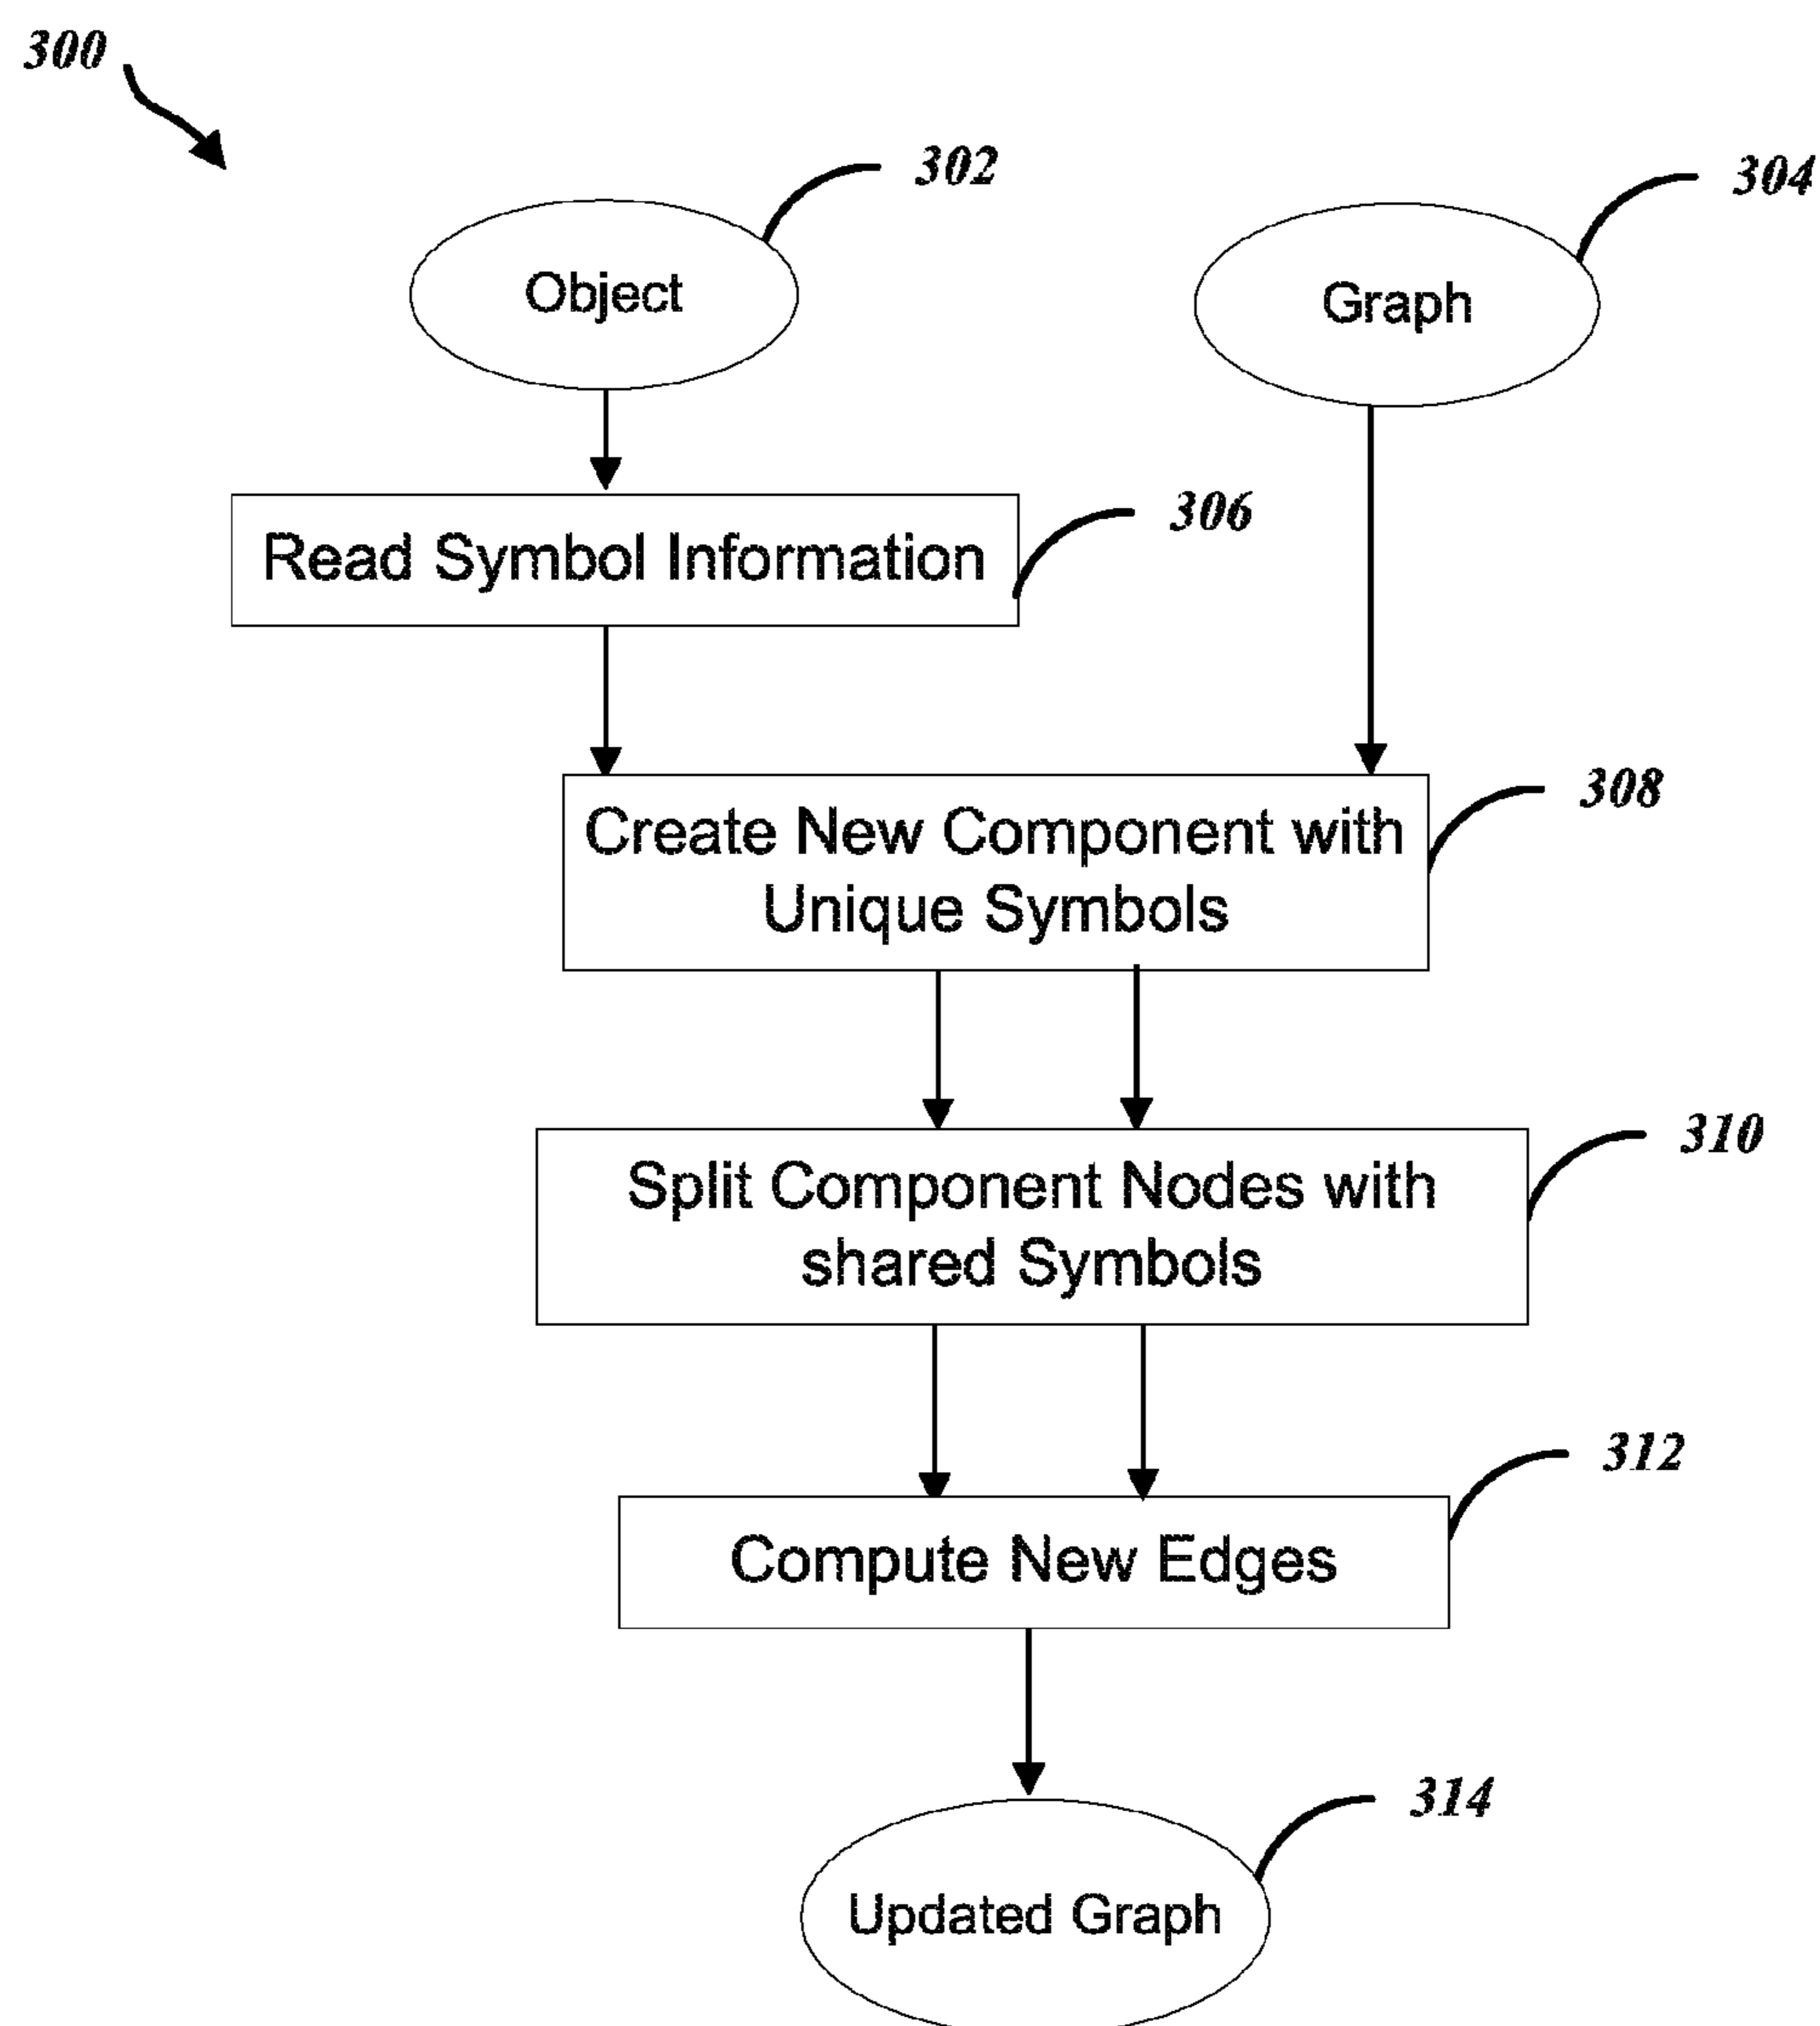 300
302
304
Object
Graph
306
Read Symbol Information
308
Create New Component with
Unique Symbols
310
Split Component Nodes with
shared Symbols
312
Compute New Edges
314
Updated Graph